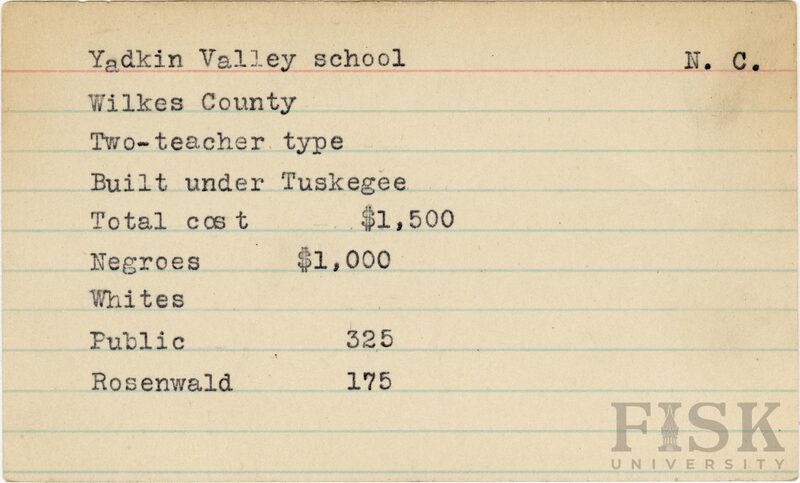 Yadkin Valley school N. C.
Wilkes County
Two-teacher type
Built under Tuskegee
Total cost $1,500
Negroes $1,000
Whites
Public 325
Rosenwald 175
FISK
UNIVERSITY